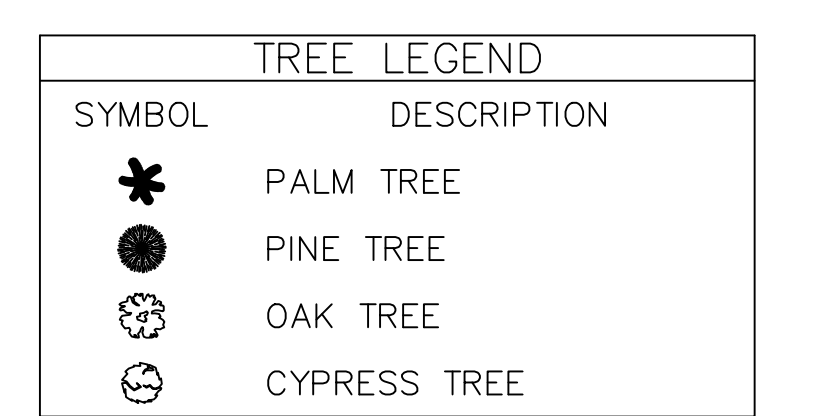 TREE LEGEND
SYMBOL DESCRIPTION
PALM TREE
PINE TREE
OAK TREE
CYPRESS TREE